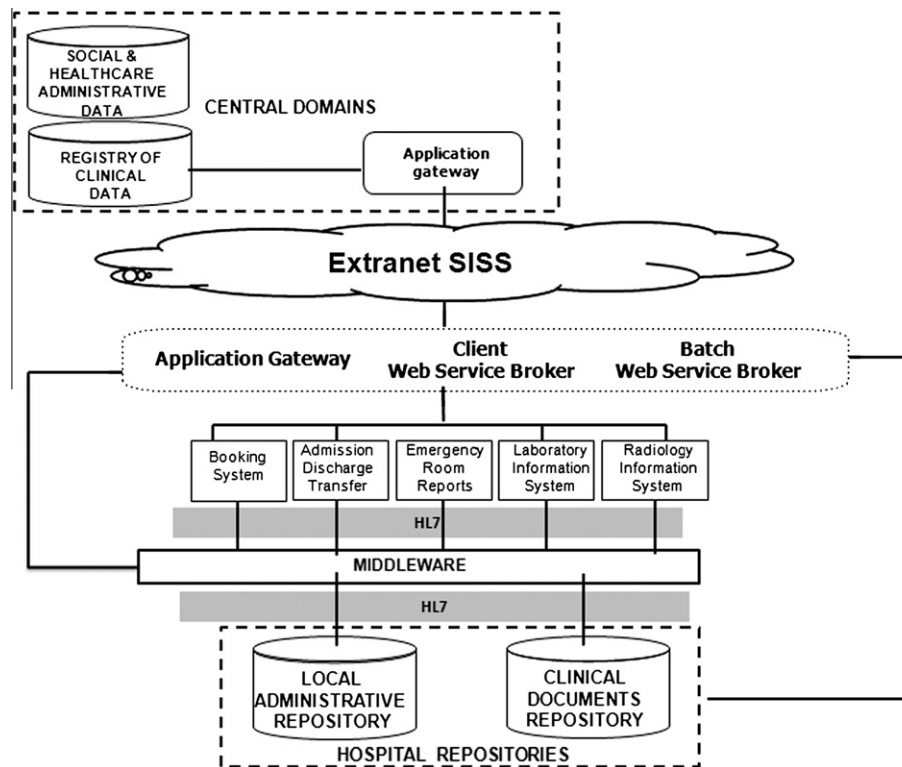 SOCIAL &
HEALTHCARE
ADMINISTRATIVE
DATA
CENTRAL DOMAINS
REGISTRY OF
CLINICAL
DATA
Application
gateway
Extranet SISS
Application Gateway
Client
Web Service Broker
Batch
Web Service Broker
Booking
System
Admission
Discharge
Transfer
Emergency
Room
Reports
Laboratory
Information
System
Radiology
Information
System
HL7
MIDDLEWARE
HL7
LOCAL
ADMINISTRATIVE
REPOSITORY
CLINICAL
DOCUMENTS
REPOSITORY
HOSPITAL REPOSITORIES